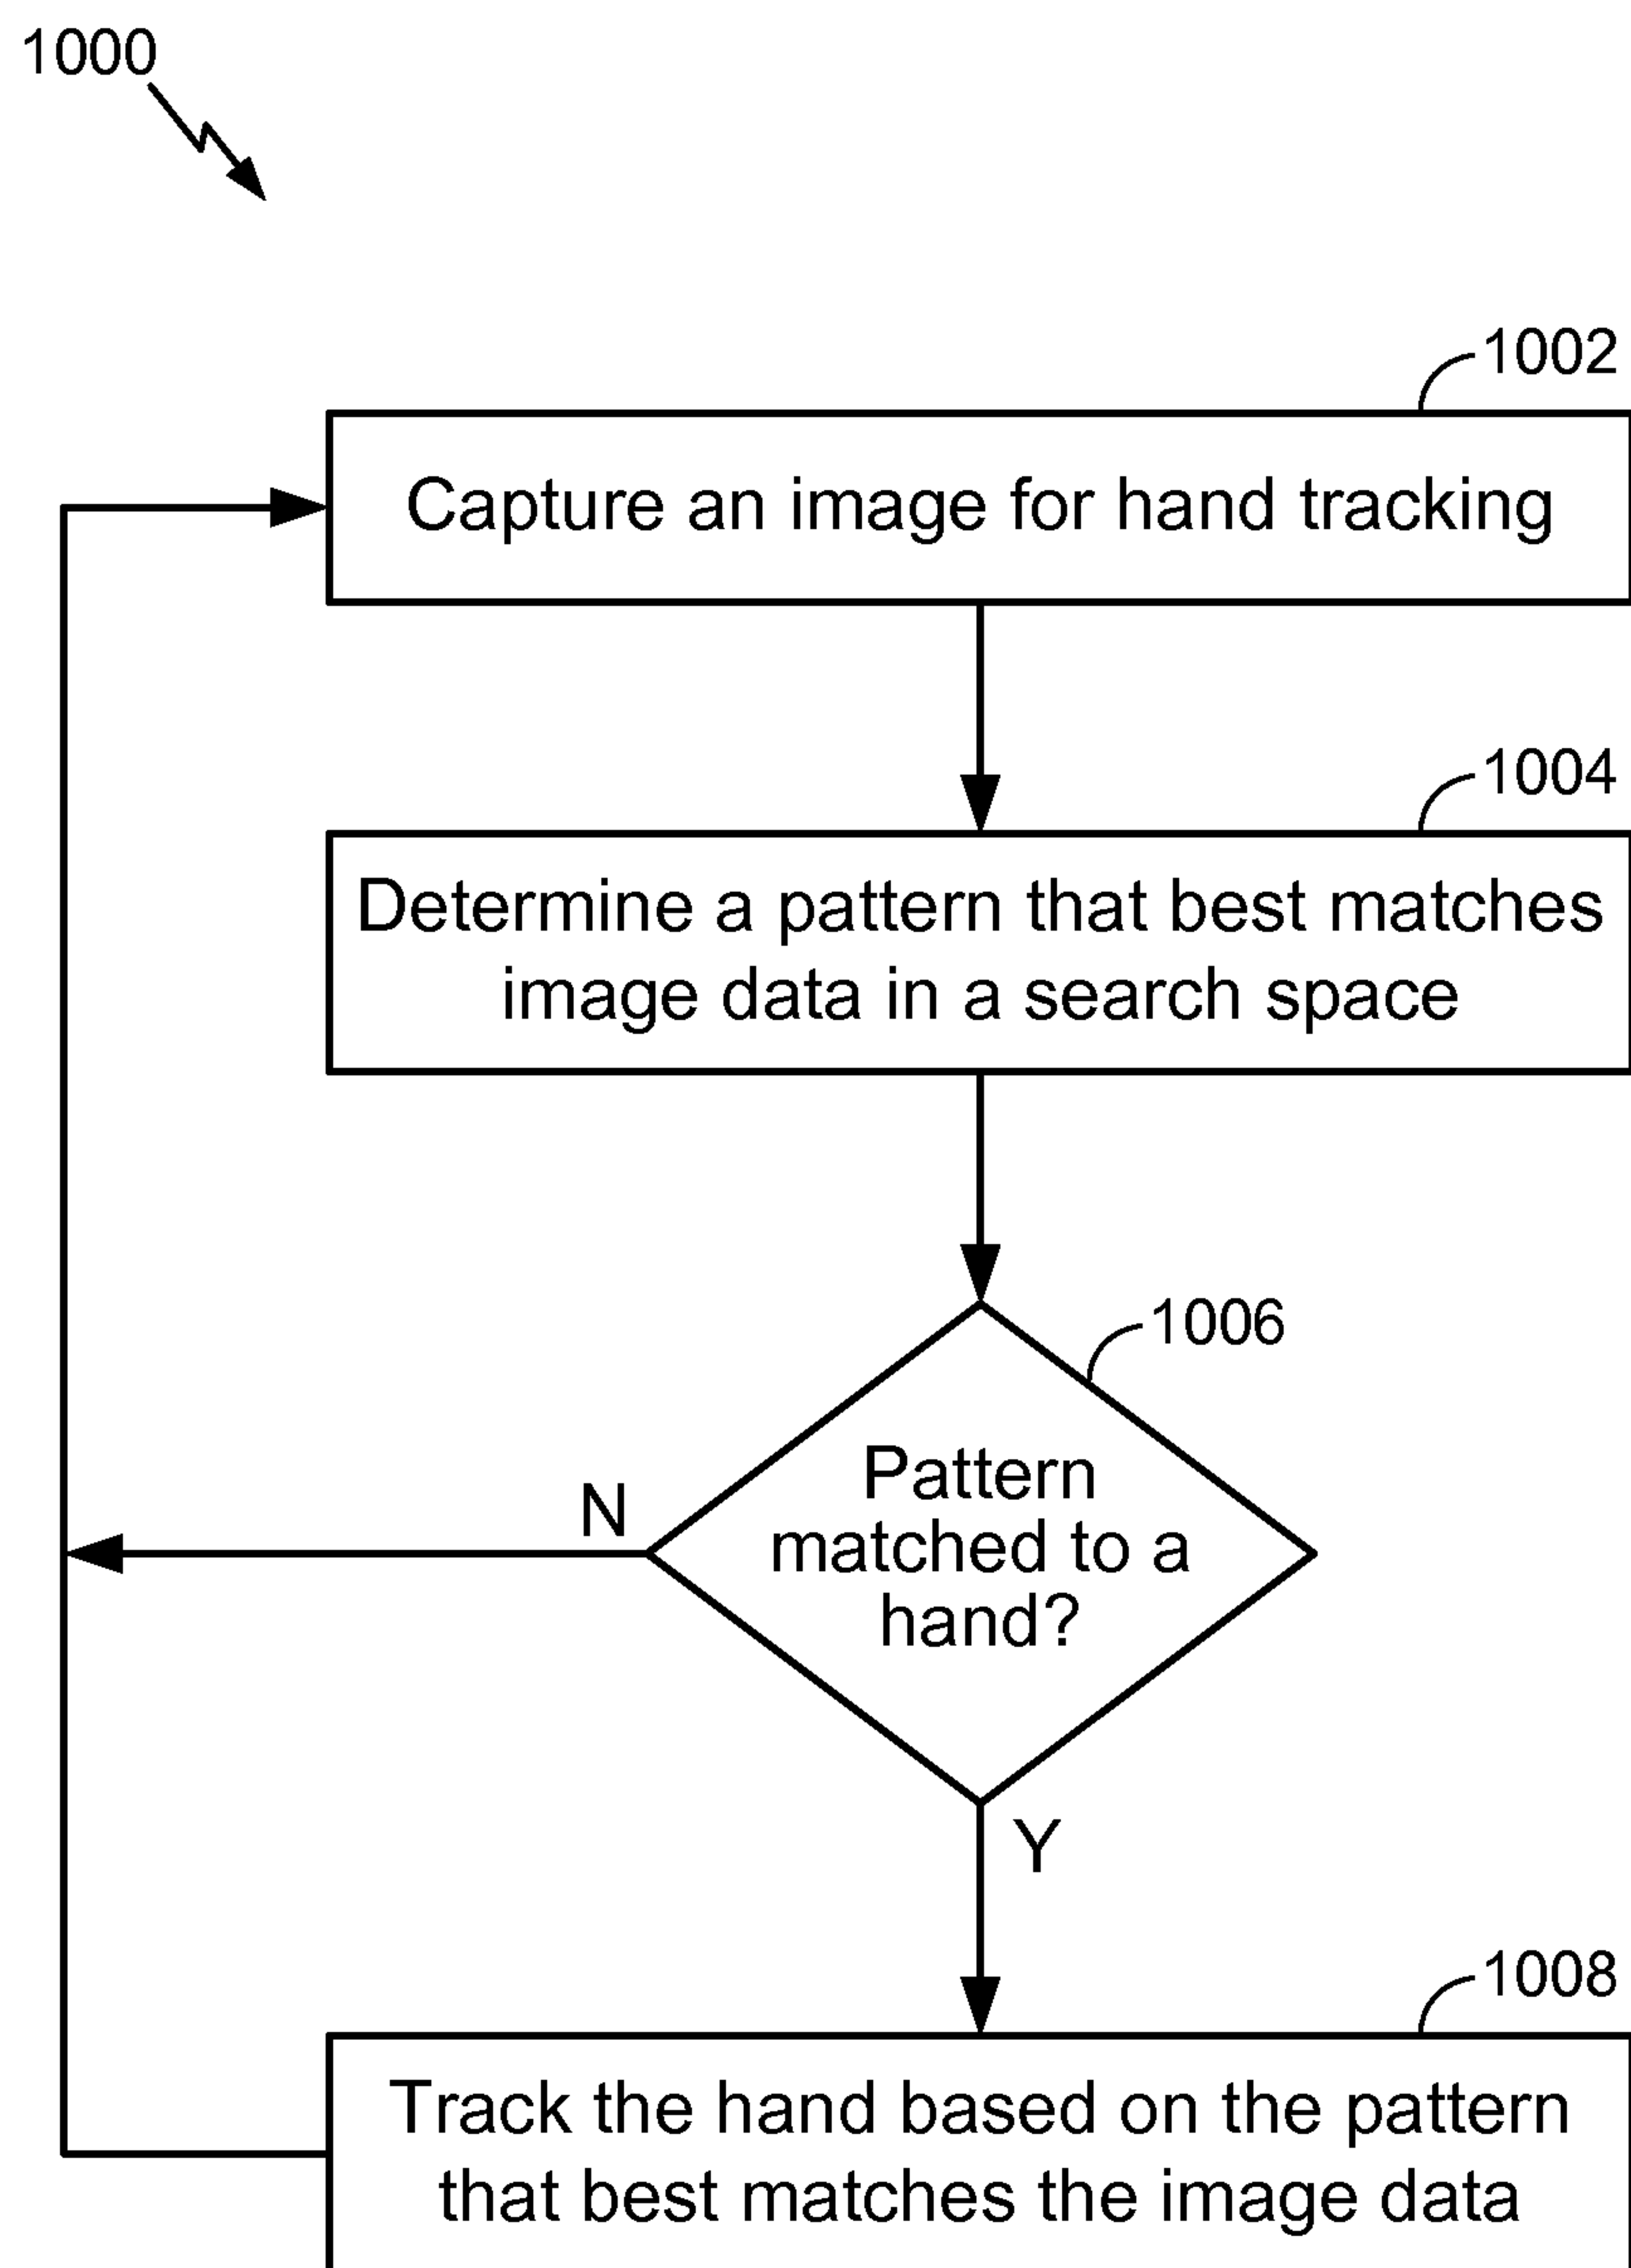 1000
1002
Capture an image for hand tracking
1004
Determine a pattern that best matches
image data in a search space
1006
Pattern
matched to a
hand?
N
Y
1008
Track the hand based on the pattern
that best matches the image data